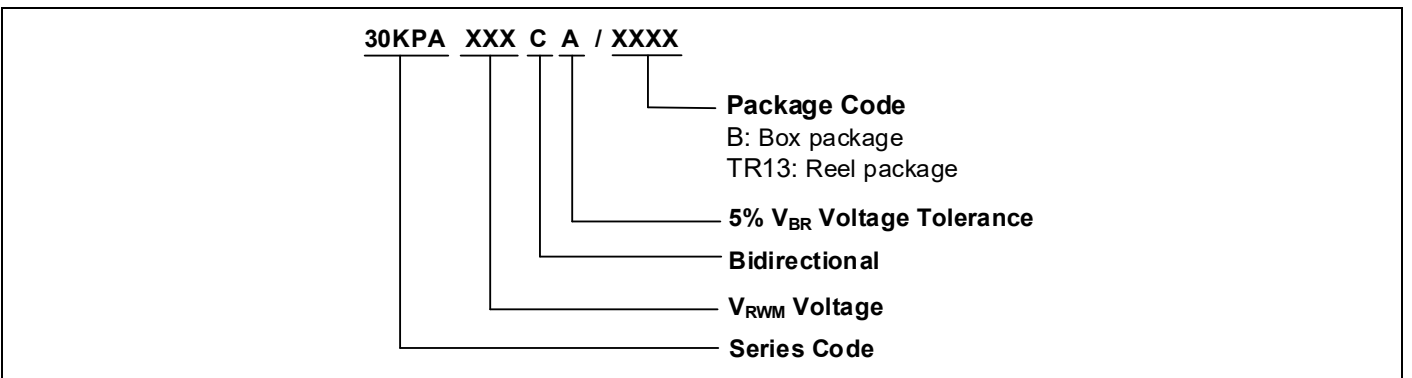 30KPA XXX C A / XXXX
Package Code
B: Box package
TR13: Reel package
5% VBR Voltage Tolerance
Bidirectional
VRWM Voltage
Series Code